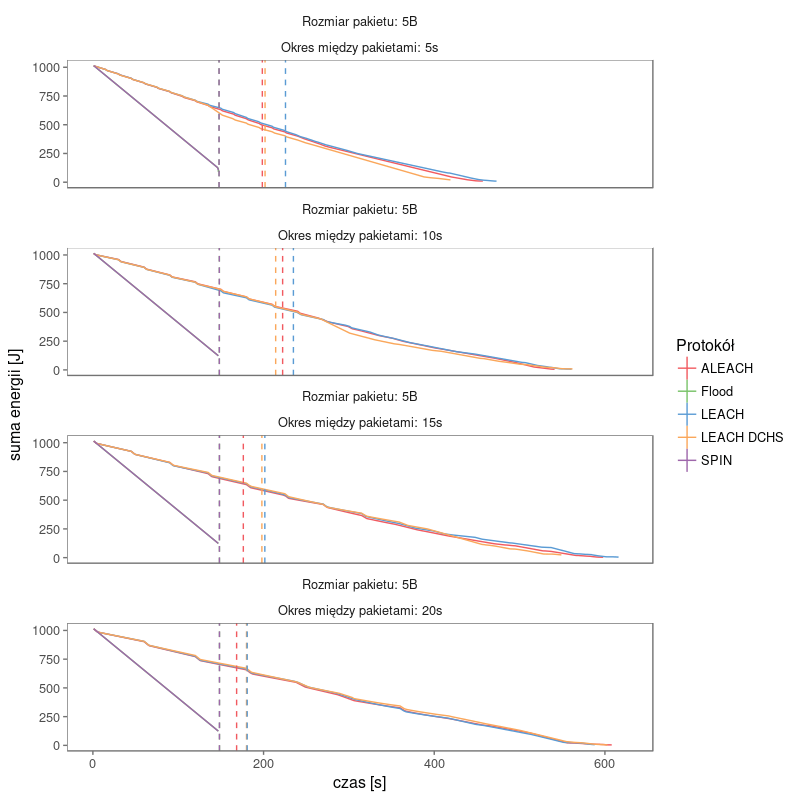 Rozmiar pakietu: 5B
Okres między pakietami: 5s
1000
750
500
250
0
Rozmiar pakietu: 5B
Okres między pakietami: 10s
1000
750
500
250
0
Rozmiar pakietu: 5B
Okres między pakietami: 15s
1000
750
500
250
0
Rozmiar pakietu: 5B
Okres między pakietami: 20s
1000
750
500
250
0
0 200 400 600
czas [s]
suma energii [J]
Protokół
ALEACH
Flood
LEACH
LEACH DCHS
SPIN